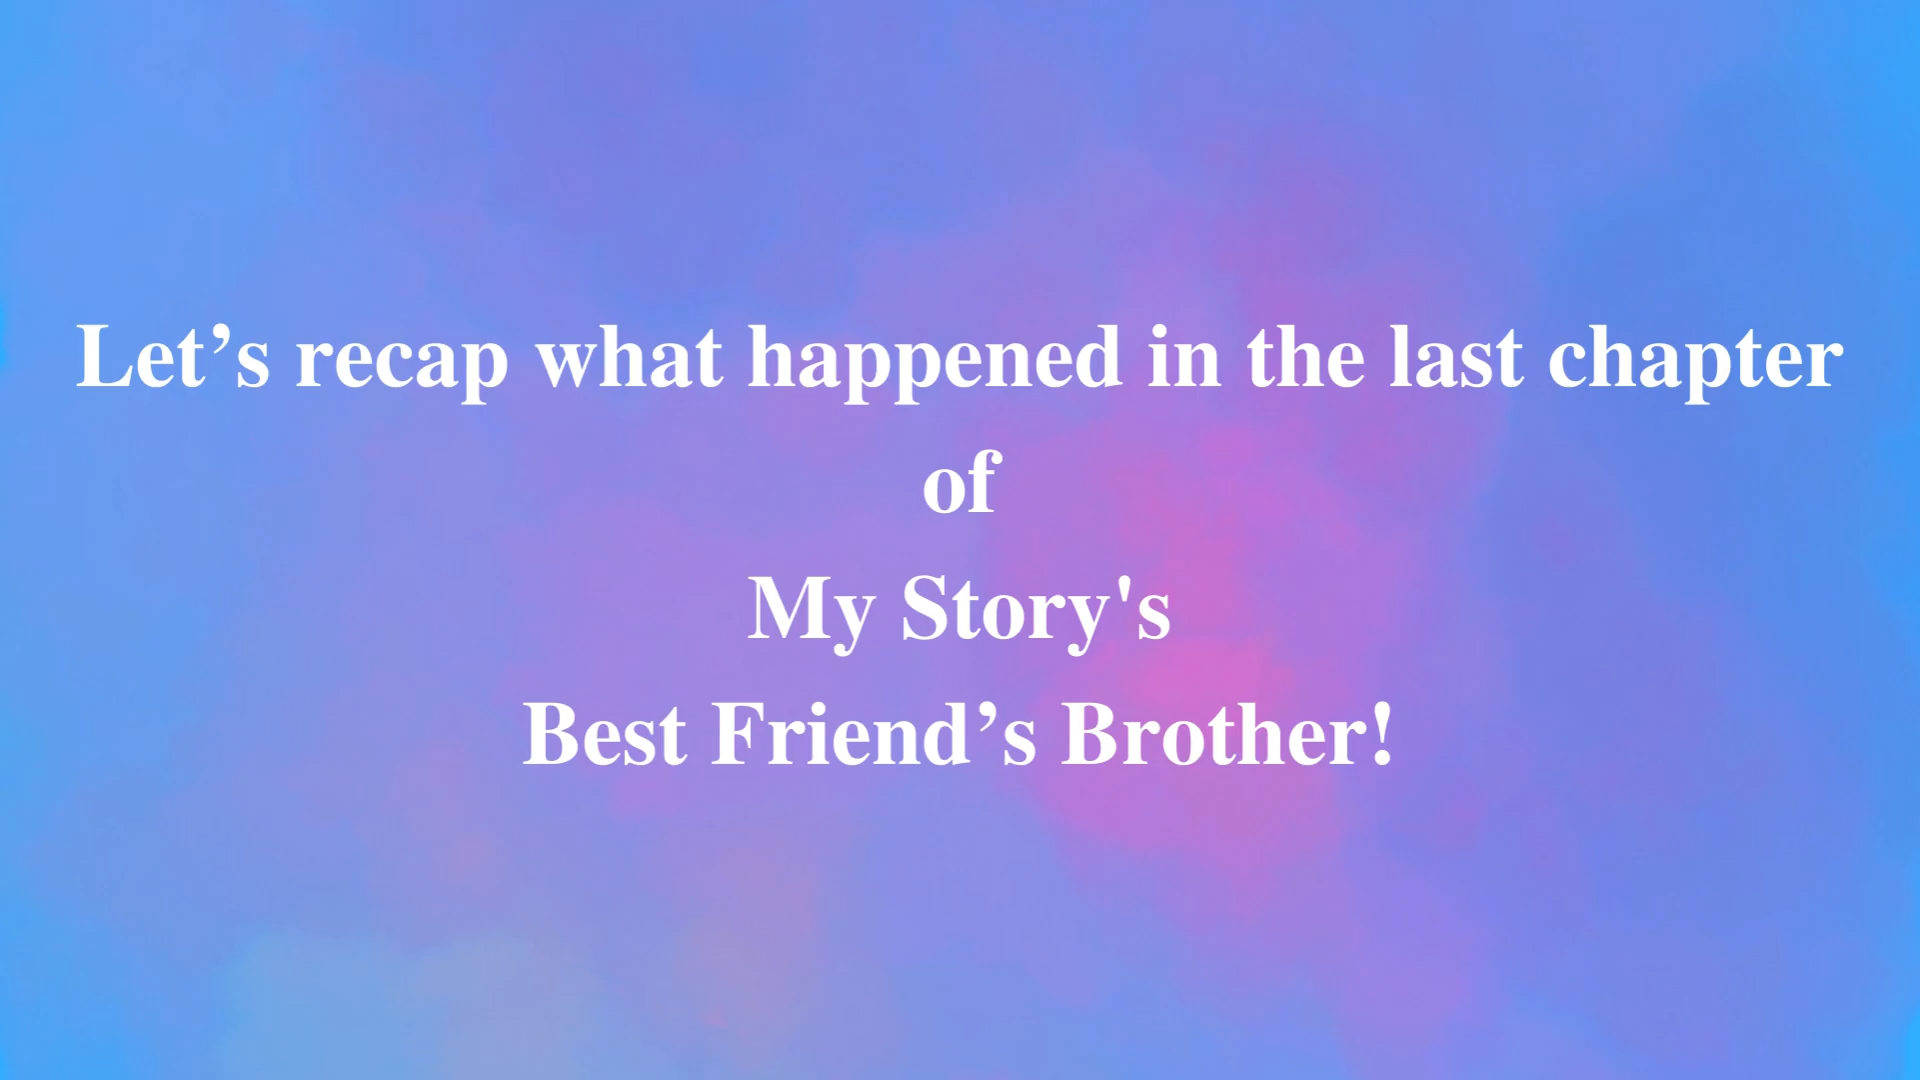 Let’s recap what happened in the last chapter
of
My Story's
Best Friend’s Brother!